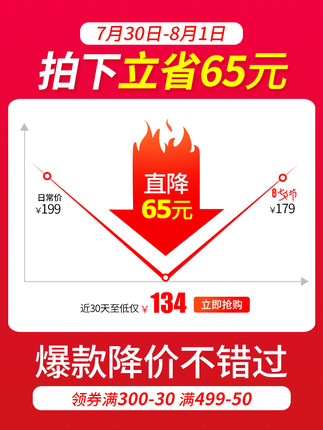 7月30日-8月1日
拍下立省65元
直降
65元
日常价
¥199
¥179
近30天至低仅 ¥134 立即抢购
爆款降价不错过
领券满300-30 满499-50